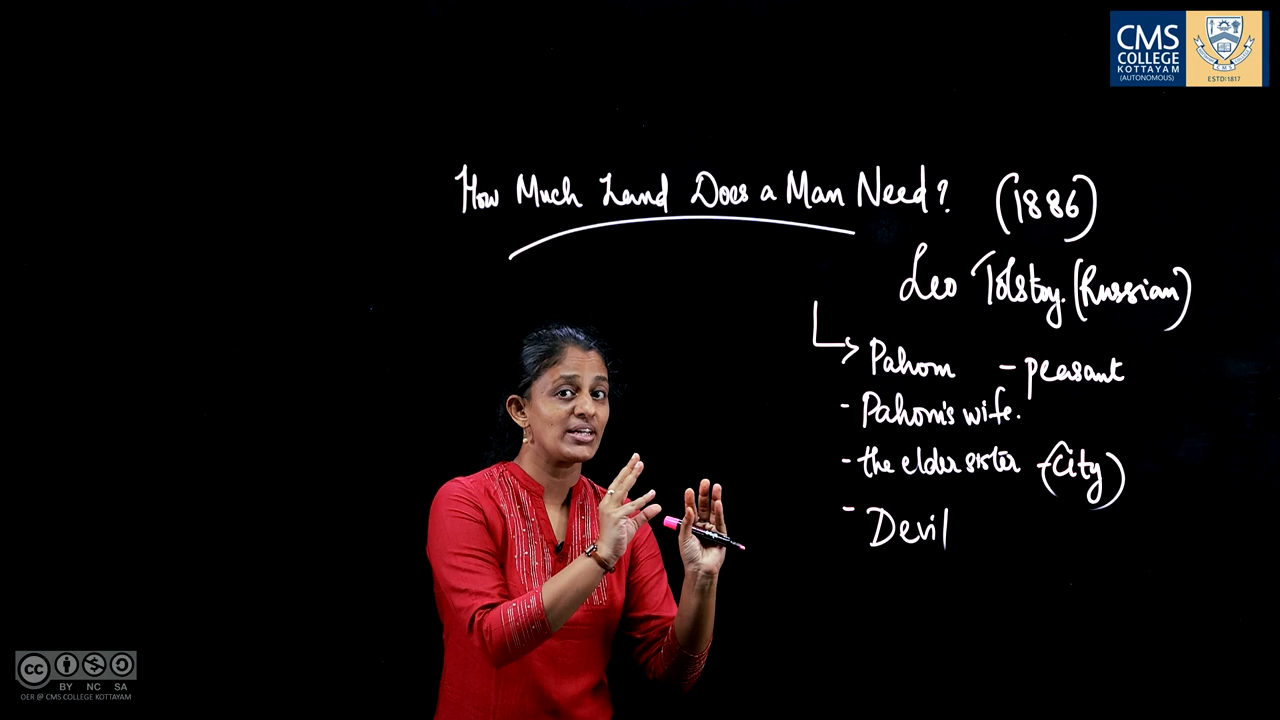 CMS
COLLEGE
KOTTAYAM
(AUTONOMOUS)
ESTD:1817
How Much Land Does a Man Need? (1886)
Leo Tolstoy. (Russian)
Pahom - peasant
- Pahom's wife.
- the elder sister - (City)
- Devil
cc
BY NC SA
OER @ CMS COLLEGE KOTTAYAM